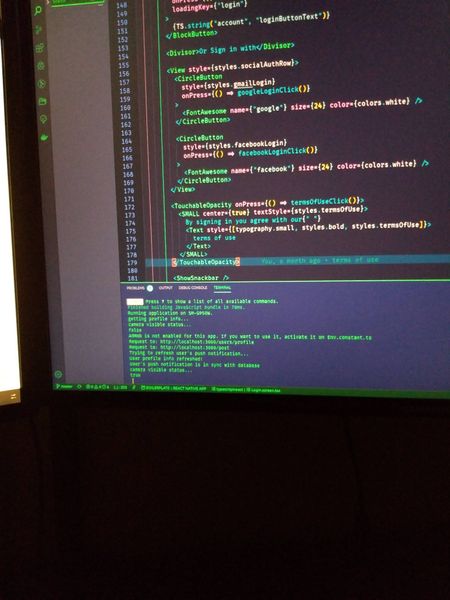 148
149 loadingKey={"login"}
150 >
151 {TS.string("account", "loginButtonText")}
152 </BlockButton>
153
154 <Divisor>Or Sign in with</Divisor>
155
156 <View style={styles.socialAuthRow}>
157 <CircleButton
158 style={styles.gmailLogin}
159 onPress={() => googleLoginClick()}
160 >
161 <FontAwesome name={"google"} size={24} color={colors.white} />
162 </CircleButton>
163
164 <CircleButton
165 style={styles.facebookLogin}
166 onPress={() => facebookLoginClick()}
167 >
168 <FontAwesome name={"facebook"} size={24} color={colors.white} />
169 </CircleButton>
170 </View>
171
172 <TouchableOpacity onPress={() => termsOfUseClick()}>
173 <SMALL center={true} textStyle={styles.termsOfUse}>
174 By signing in you agree with our{" "}
175 <Text style={[typography.small, styles.bold, styles.termsOfUse]}>
176 terms of use
177 </Text>
178 </SMALL>
179 </TouchableOpacity> You, a month ago • terms of use
180
181 <ShowSnackbar />
PROBLEMS OUTPUT DEBUG CONSOLE TERMINAL
Press ? to show a list of all available commands.
Finished building JavaScript bundle in 70ms.
Running application on SM-G950W.
getting profile info...
camera visible status...
false
AdMob is not enabled for this app. If you want to use it, activate it on Env.constant.ts
Request to: http://localhost:3000/users/profile
Request to: http://localhost:3000/post
Trying to refresh user's push notification...
User profile info refreshed:
User's push notification is in sync with database
camera visible status...
true
master BOILERPLATE | REACT NATIVE APP typescriptreact | Login.screen.tsx